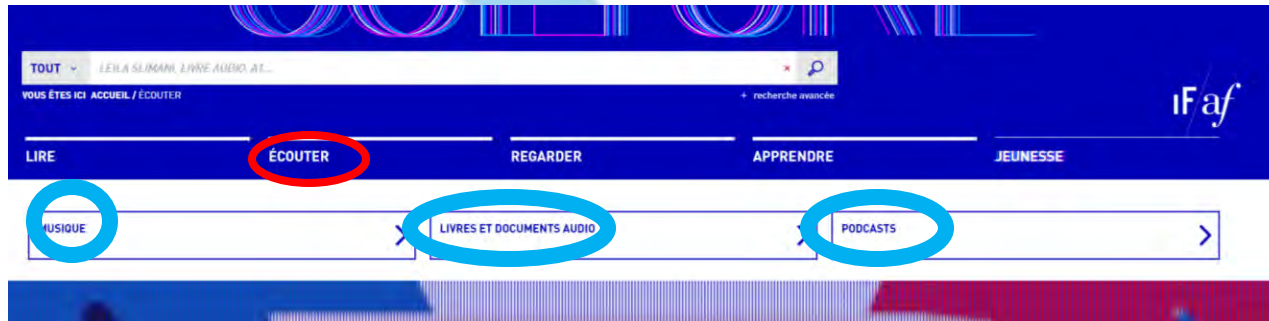 CULTURE
TOUT LEILA SLIMANI, LIVRE AUDIO, AT...
VOUS ÊTES ICI ACCUEIL / ÉCOUTER + recherche avancée
IF/af
LIRE ÉCOUTER REGARDER APPRENDRE JEUNESSE
MUSIQUE LIVRES ET DOCUMENTS AUDIO PODCASTS